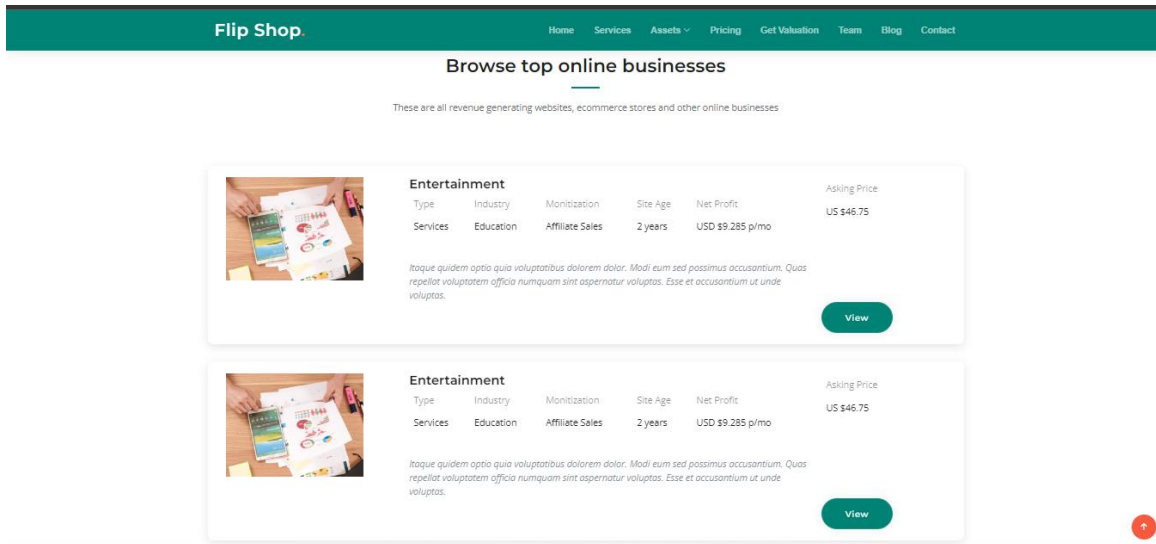 Flip Shop.
Home Services Assets Pricing Get Valuation Team Blog Contact
Browse top online businesses
These are all revenue generating websites, ecommerce stores and other online businesses
Entertainment
Type Industry Monitization Site Age Net Profit
Services Education Affiliate Sales 2 years USD $9.285 p/mo
Asking Price
US $46.75
Itaque quidem optio quia voluptatibus dolorem dolor. Modi eum sed possimus accusantium. Quas
repellat voluptatem officia numquam sint aspernatur voluptas. Esse et accusantium ut unde
voluptas.
View
Entertainment
Type Industry Monitization Site Age Net Profit
Services Education Affiliate Sales 2 years USD $9.285 p/mo
Asking Price
US $46.75
Itaque quidem optio quia voluptatibus dolorem dolor. Modi eum sed possimus accusantium. Quas
repellat voluptatem officia numquam sint aspernatur voluptas. Esse et accusantium ut unde
voluptas.
View